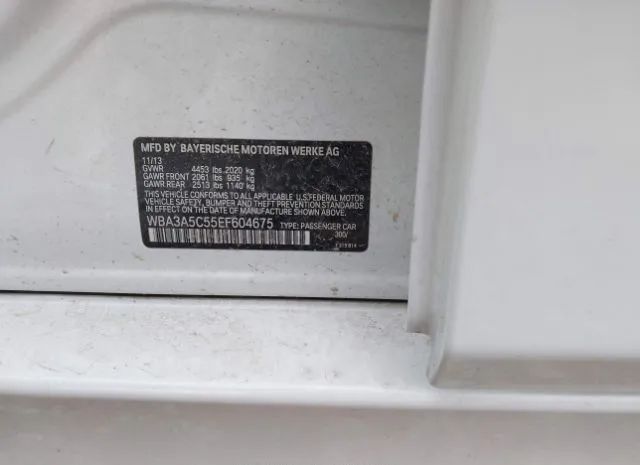 MFD BY BAYERISCHE MOTOREN WERKE AG
11/13
GVWR 4453 lbs 2020 kg
GAWR FRONT 2061 lbs 935 kg
GAWR REAR 2513 lbs 1140 kg
THIS VEHICLE CONFORMS TO ALL APPLICABLE U.S. FEDERAL MOTOR
VEHICLE SAFETY, BUMPER AND THEFT PREVENTION STANDARDS
IN EFFECT ON THE DATE OF MANUFACTURE SHOWN ABOVE.
WBA3A5C55EF604675 TYPE: PASSENGER CAR
300/